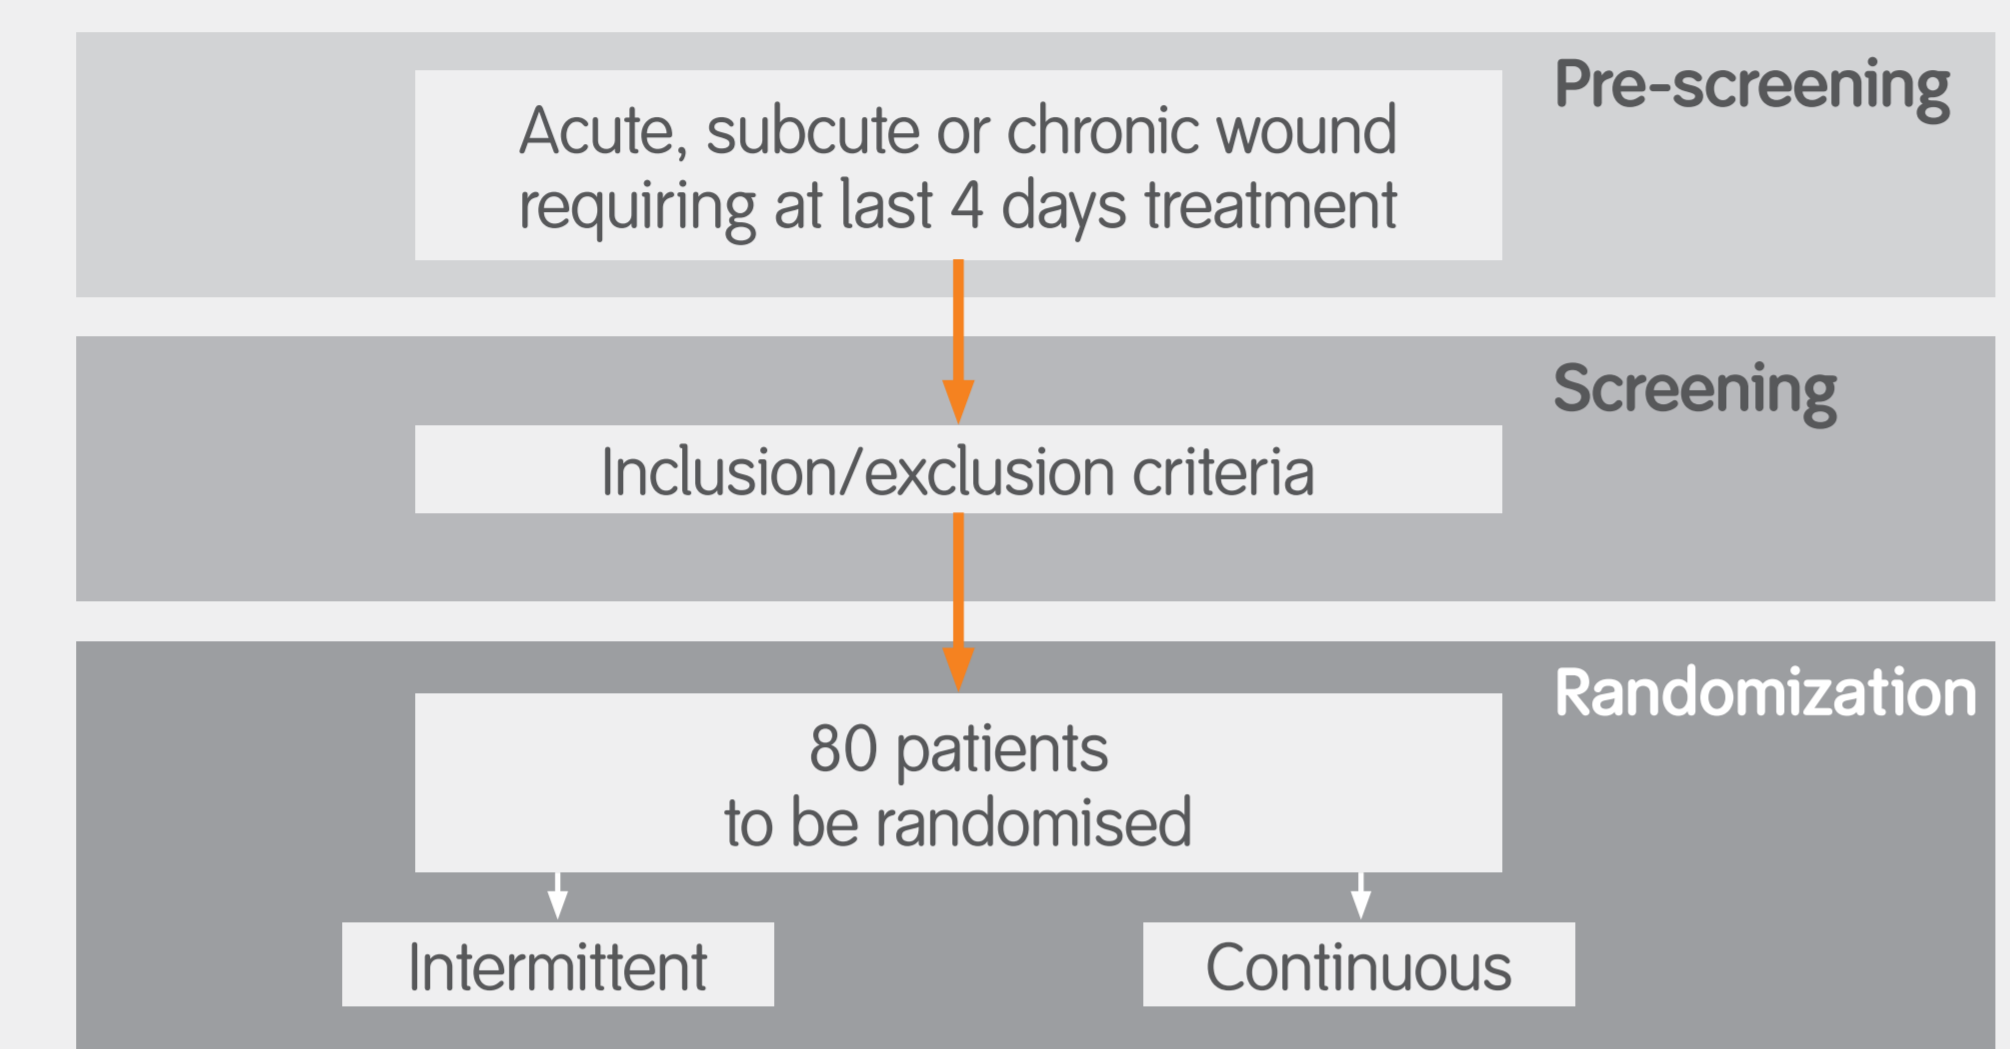 Pre-screening
Acute, subcute or chronic wound
requiring at last 4 days treatment
Screening
Inclusion/exclusion criteria
Randomization
80 patients
to be randomised
Intermittent
Continuous